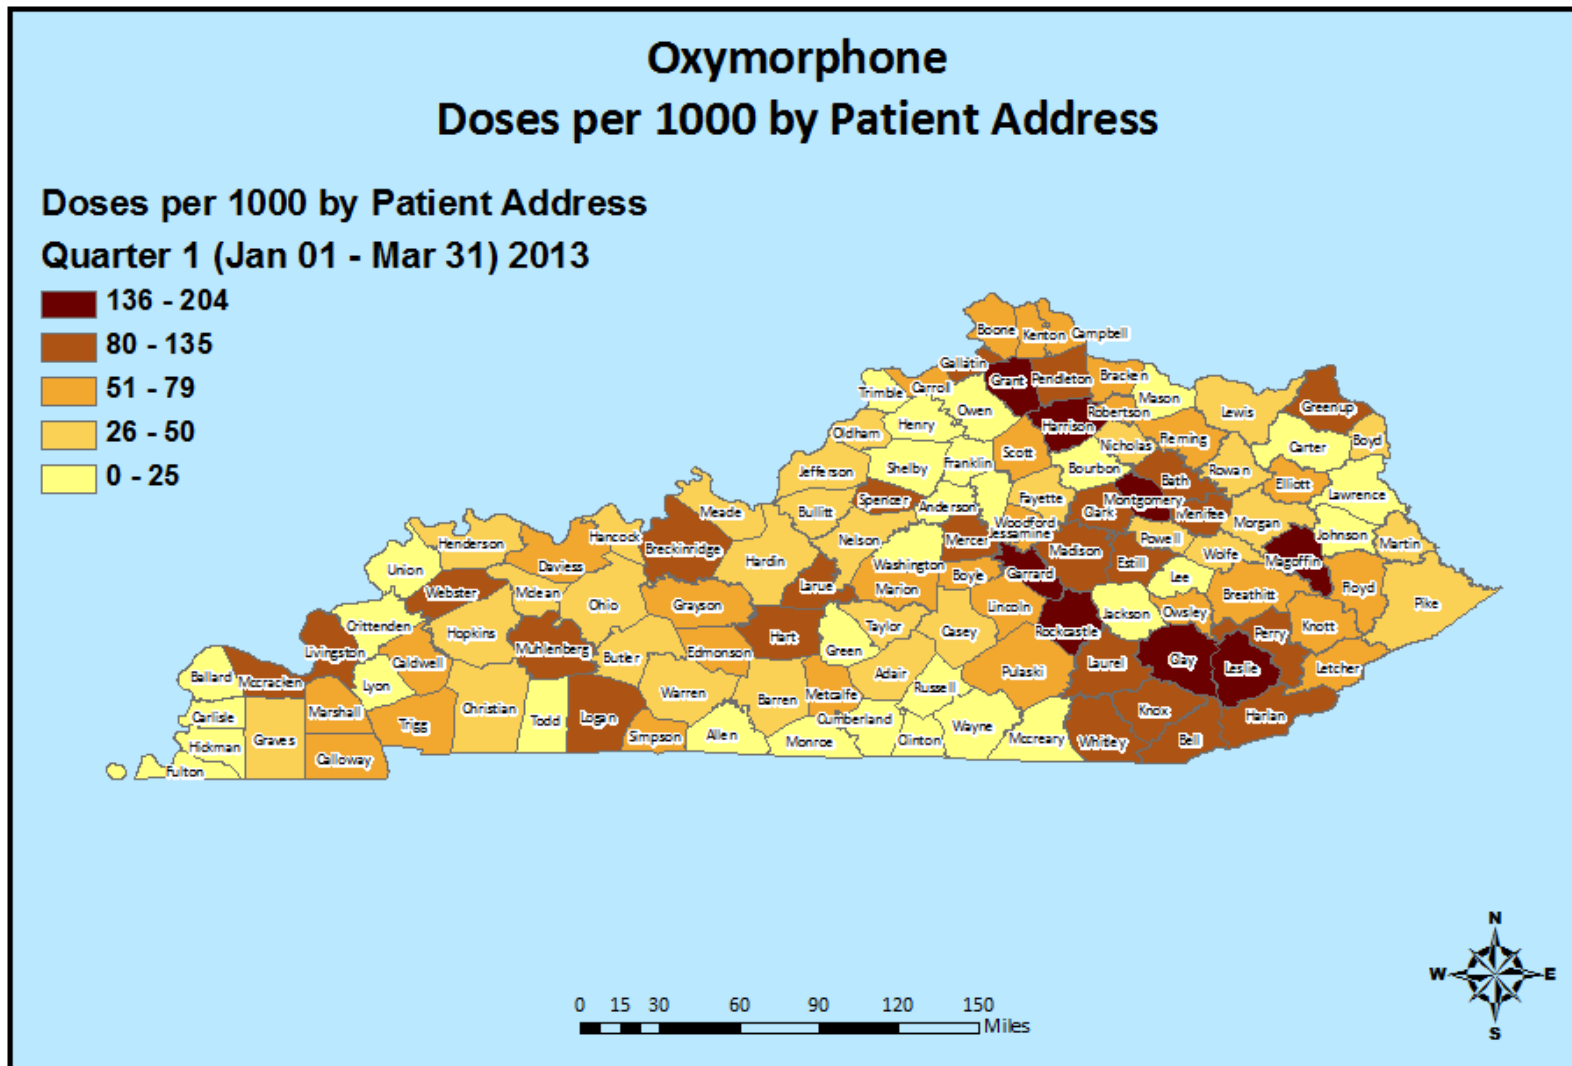 Oxymorphone
Doses per 1000 by Patient Address
Doses per 1000 by Patient Address
Quarter 1 (Jan 01 - Mar 31) 2013
136 - 204
80 - 135
51 - 79
26 - 50
0 - 25
Boone
Kenton
Campbell
Gallatin
Grant
Pendleton
Bracken
Trimble
Carroll
Owen
Mason
Robertson
Lewis
Greenup
Oldham
Henry
Harrison
Nicholas
Fleming
Carter
Boyd
Jefferson
Shelby
Franklin
Scott
Bourbon
Bath
Rowan
Elliott
Lawrence
Meade
Bullitt
Spencer
Anderson
Fayette
Woodford
Clark
Montgomery
Menifee
Morgan
Johnson
Martin
Henderson
Hancock
Breckinridge
Hardin
Nelson
Washington
Mercer
Jessamine
Madison
Powell
Estill
Wolfe
Magoffin
Union
Daviess
Webster
Mclean
Ohio
Grayson
Larue
Marion
Boyle
Garrard
Lee
Breathitt
Floyd
Pike
Crittenden
Hopkins
Muhlenberg
Butler
Edmonson
Hart
Green
Taylor
Casey
Lincoln
Rockcastle
Jackson
Owsley
Perry
Knott
Livingston
Caldwell
Lyon
Ballard
Mccracken
Marshall
Trigg
Christian
Todd
Logan
Warren
Barren
Metcalfe
Adair
Russell
Pulaski
Laurel
Clay
Leslie
Letcher
Carlisle
Graves
Hickman
Fulton
Calloway
Simpson
Allen
Monroe
Cumberland
Clinton
Wayne
Mccreary
Whitley
Knox
Bell
Harlan
N
W
E
S
0 15 30 60 90 120 150
Miles